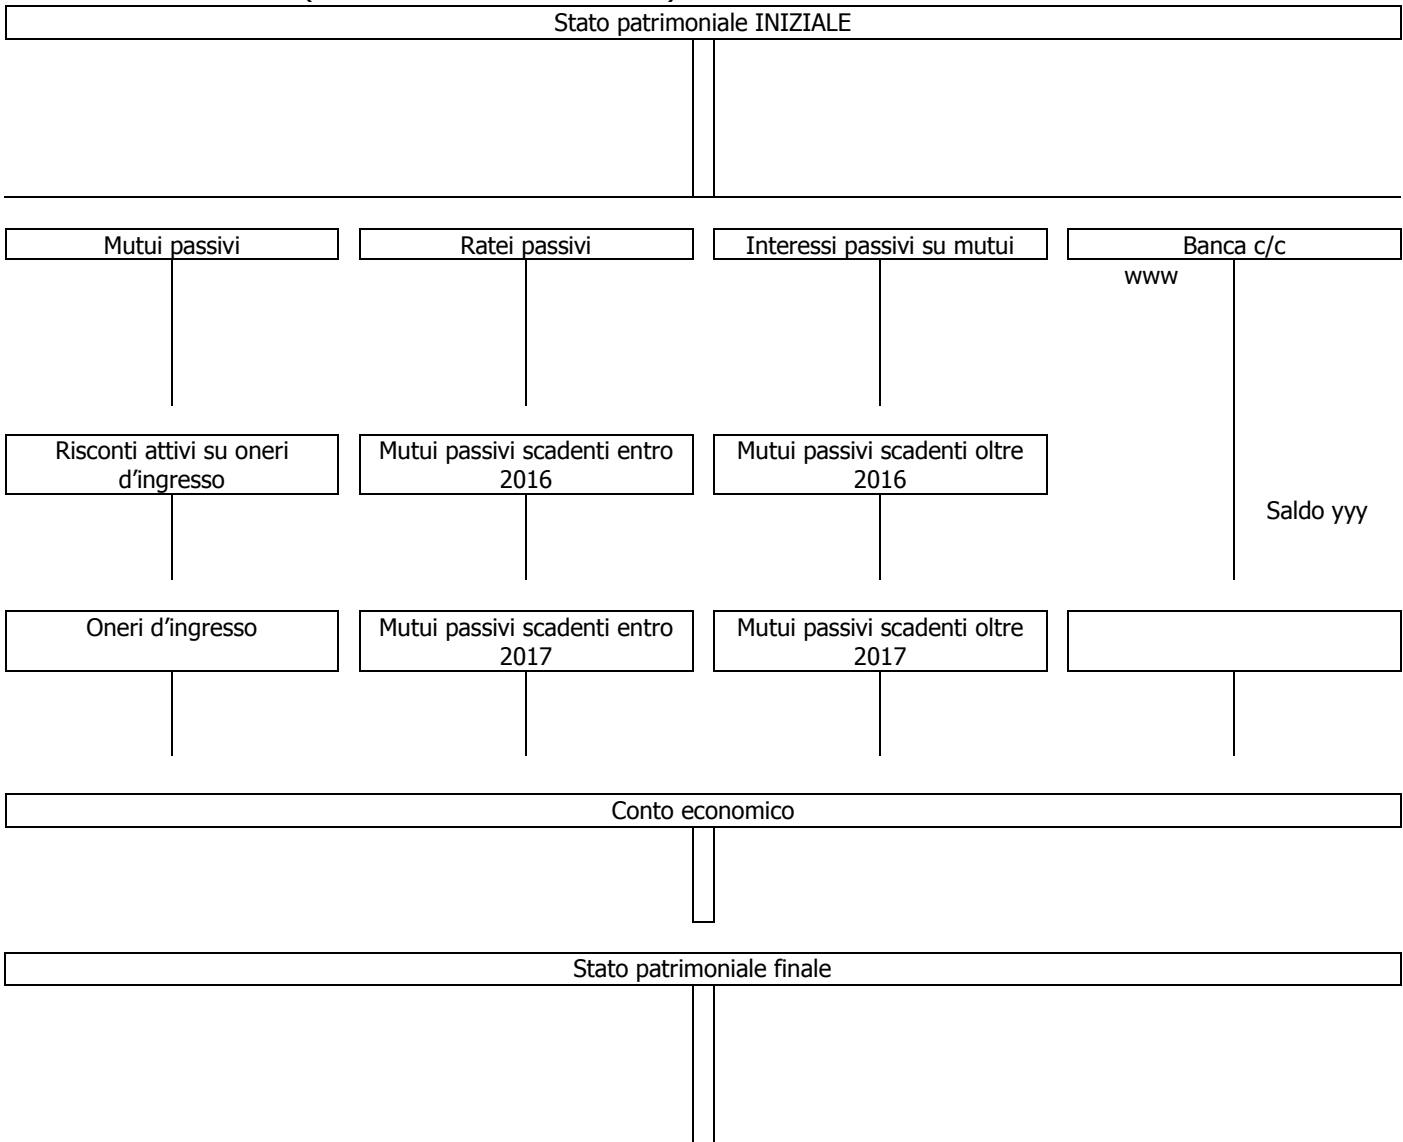 Stato patrimoniale INIZIALE
Mutui passivi
Ratei passivi
Interessi passivi su mutui
Banca c/c
www
Risconti attivi su oneri
d’ingresso
Mutui passivi scadenti entro
2016
Mutui passivi scadenti oltre
2016
Saldo yyy
Oneri d’ingresso
Mutui passivi scadenti entro
2017
Mutui passivi scadenti oltre
2017
Conto economico
Stato patrimoniale finale